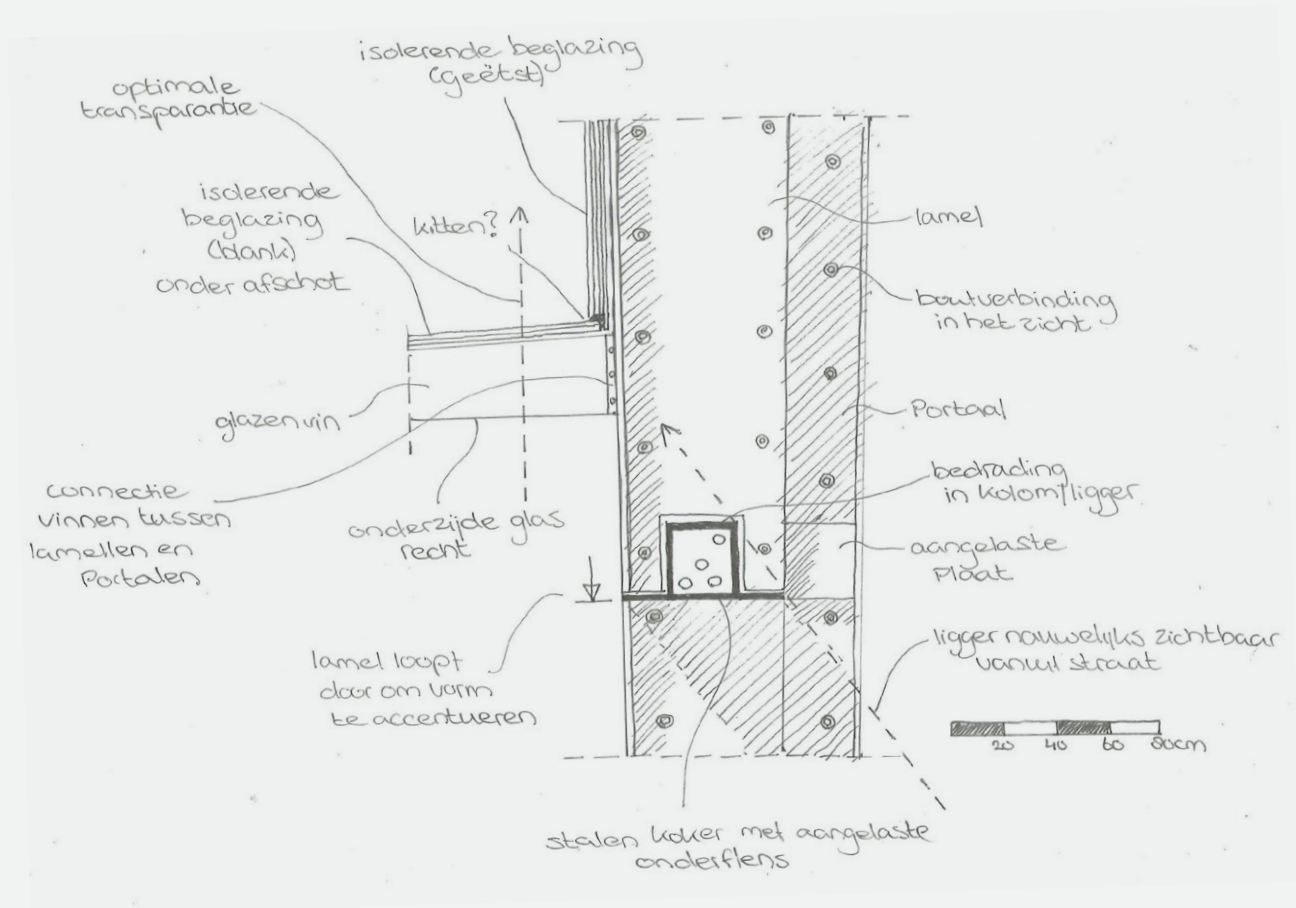 isolerende beglazing
(geëtst)
optimale
transparantie
isolerende
beglazing
(blank)
onder afschot
kitten?
lamel
boutverbinding
in het zicht
glazen vin
Portaal
connectie
vinnen tussen
lamellen en
Portalen
onderzijde glas
recht
bedrading
in kolom/ligger
aangelaste
Plaat
lamel loopt
door om vorm
te accentueren
ligger nauwelijks zichtbaar
vanuit straat
20 40 60 80cm
stalen koker met aangelaste
onderflens